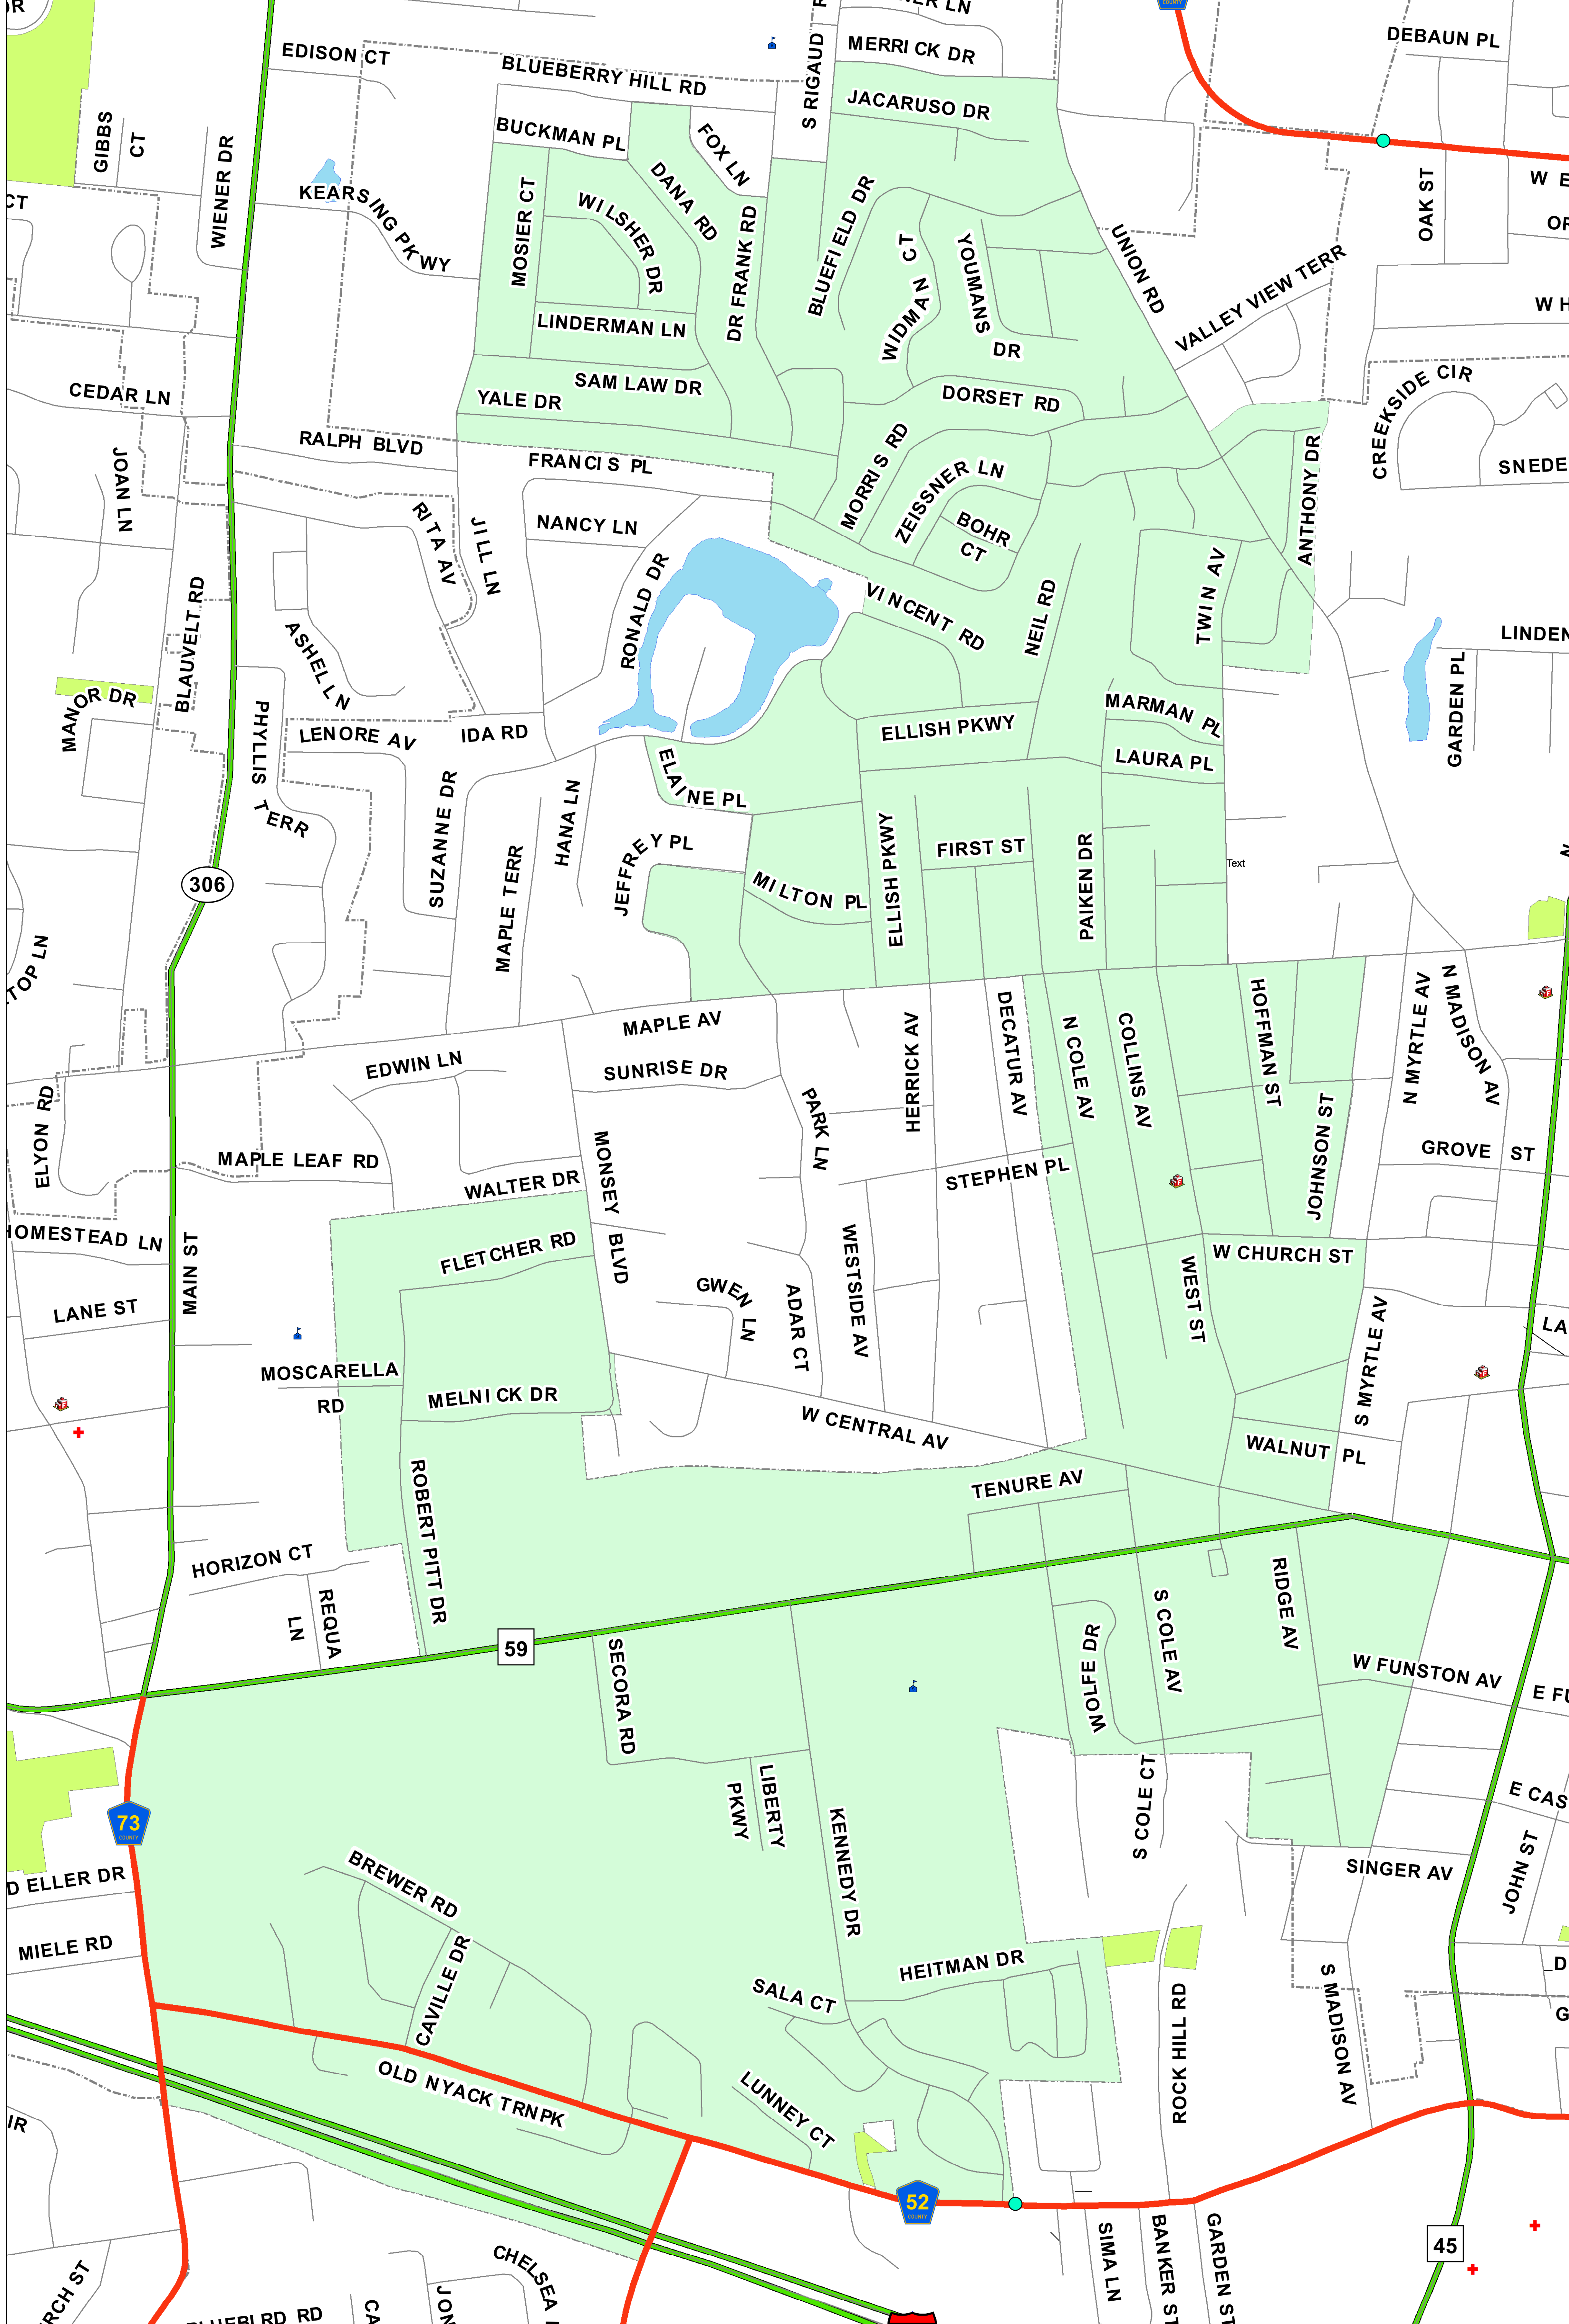 EDISON CT
BLUEBERRY HILL RD
S RIGAUD
MERRICK DR
COUNTY
DEBAUN PL
GIBBS CT
WIENER DR
BUCKMAN PL
FOX LN
JACARUSO DR
KEARSING PKWY
MOSIER CT
WILSHER DR
DANA RD
DR FRANK RD
BLUEFIELD DR
WIDMAN CT
YOUMANS DR
UNION RD
VALLEY VIEW TERR
OAK ST
LINDERMAN LN
SAM LAW DR
YALE DR
DORSET RD
CREEKSIDE CIR
CEDAR LN
RALPH BLVD
FRANCIS PL
MORRIS RD
ZEISSNER LN
BOHR CT
ANTHONY DR
JOAN LN
RITA AV
JILL LN
NANCY LN
RONALD DR
VINCENT RD
NEIL RD
TWIN AV
BLAUVELT RD
ASHEL LN
MANOR DR
PHYLLIS TERR
LENORE AV
IDA RD
ELLISH PKWY
MARMAN PL
LAURA PL
LINDEN
GARDEN PL
SUZANNE DR
MAPLE TERR
HANA LN
ELAINE PL
JEFFREY PL
MILTON PL
ELLISH PKWY
FIRST ST
PAIKEN DR
Text
306
MAPLE AV
EDWIN LN
SUNRISE DR
PARK LN
HERRICK AV
DECATUR AV
N COLE AV
COLLINS AV
HOFFMAN ST
JOHNSON ST
N MYRTLE AV
N MADISON AV
ELYON RD
MAPLE LEAF RD
WALTER DR
MONSEY BLVD
STEPHEN PL
GROVE ST
HOMESTEAD LN
MAIN ST
FLETCHER RD
WESTSIDE AV
W CHURCH ST
WEST ST
LANE ST
GWEN LN
ADAR CT
S MYRTLE AV
MOSCARELLA RD
MELNICK DR
W CENTRAL AV
WALNUT PL
ROBERT PITT DR
TENURE AV
HORIZON CT
REQUA LN
59
SECORA RD
WOLFE DR
S COLE AV
RIDGE AV
W FUNSTON AV
LIBERTY PKWY
KENNEDY DR
S COLE CT
73
COUNTY
D ELLER DR
BREWER RD
SINGER AV
JOHN ST
MIELE RD
CAVILLE DR
HEITMAN DR
SALA CT
ROCK HILL RD
S MADISON AV
OLD NYACK TRNPK
LUNNEY CT
52
COUNTY
SIMA LN
BANKER ST
GARDEN ST
45
CHELSEA